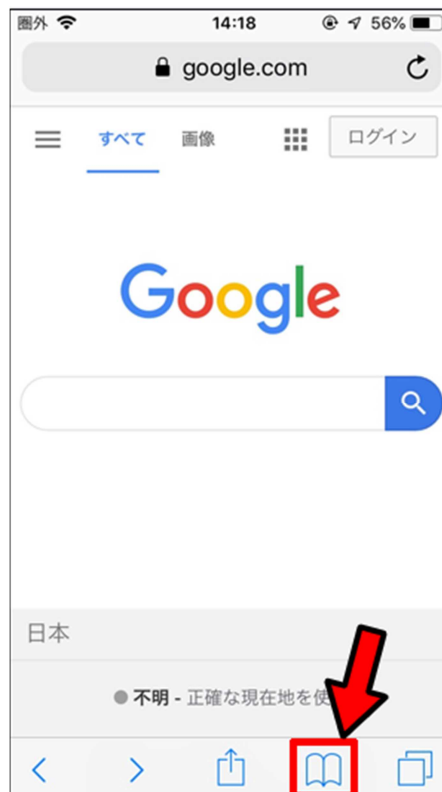 圏外 14:18 56%
google.com
すべて 画像 ログイン
Google
日本
不明 - 正確な現在地を使